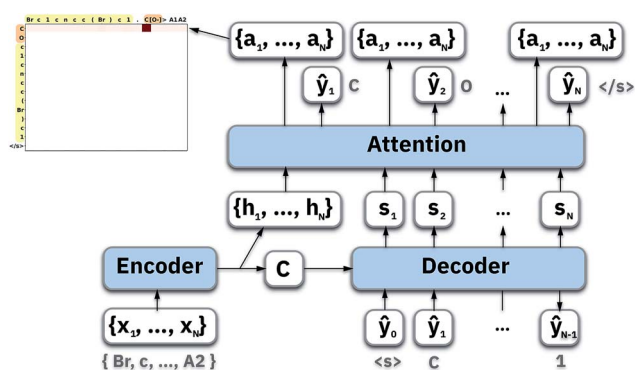 Br c 1 c n c c ( Br ) c 1 . C(O-)> A1A2
C
O
c
1
c
n
c
c
(
Br
)
c
1
</s>
{a1, ..., aN} {a1, ..., aN} {a1, ..., aN}
ŷ1 C ŷ2 O ... ŷN </s>
Attention
{h1, ..., hN} s1 s2 ... sN
Encoder C Decoder
{x1, ..., xN} ŷ0 ŷ1 ... ŷN-1
{ Br, c, ..., A2 } <s> C 1